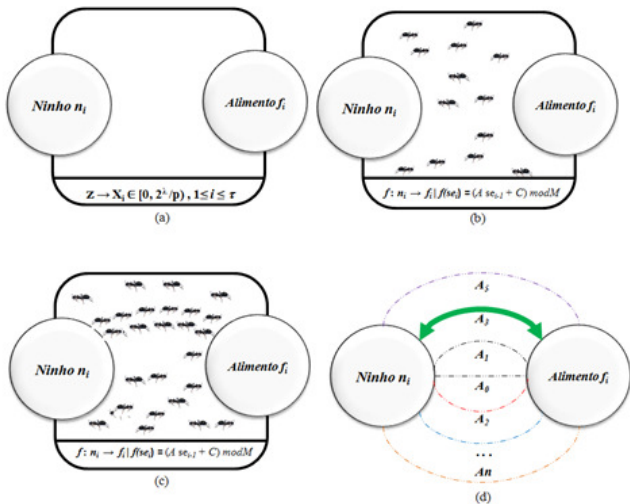 Ninho nᵢ
Alimento fᵢ
Z → Xᵢ ∈ [0, 2^λ/p) , 1≤ i ≤ τ
(a)
Ninho nᵢ
Alimento fᵢ
f: nᵢ → fᵢ | f(seᵢ) = (A seᵢ₋₁ + C) modM
(b)
Ninho nᵢ
Alimento fᵢ
f: nᵢ → fᵢ | f(seᵢ) = (A seᵢ₋₁ + C) modM
(c)
A₅
A₃
A₁
Ninho nᵢ
Alimento fᵢ
A₀
A₂
...
An
(d)